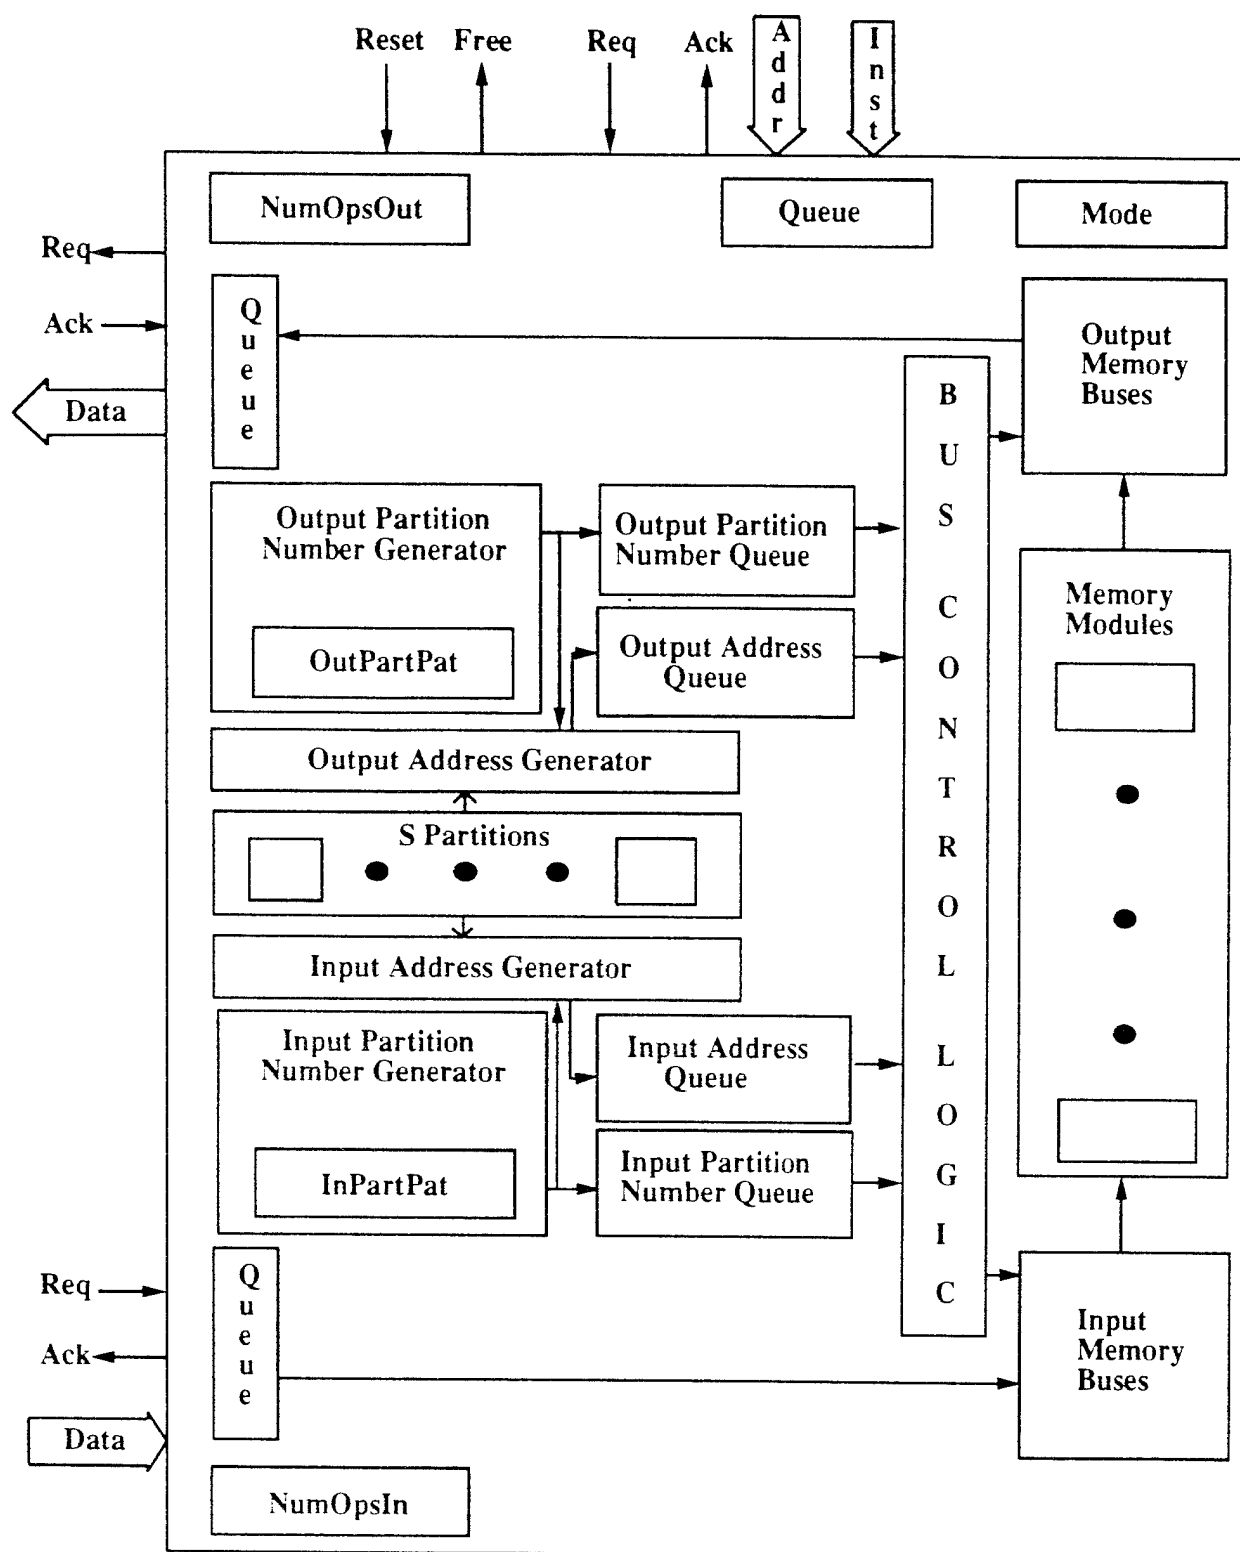 Reset Free Req Ack Addr Inst
NumOpsOut
Queue
Mode
Req
Ack
Data
Queue
Output
Memory
Buses
BUS CONTROL LOGIC
Output Partition
Number Generator
OutPartPat
Output Partition
Number Queue
Output Address
Queue
Memory
Modules
Output Address Generator
S Partitions
Input Address Generator
Input Partition
Number Generator
InPartPat
Input Address
Queue
Input Partition
Number Queue
Req
Ack
Data
Queue
Input
Memory
Buses
NumOpsIn